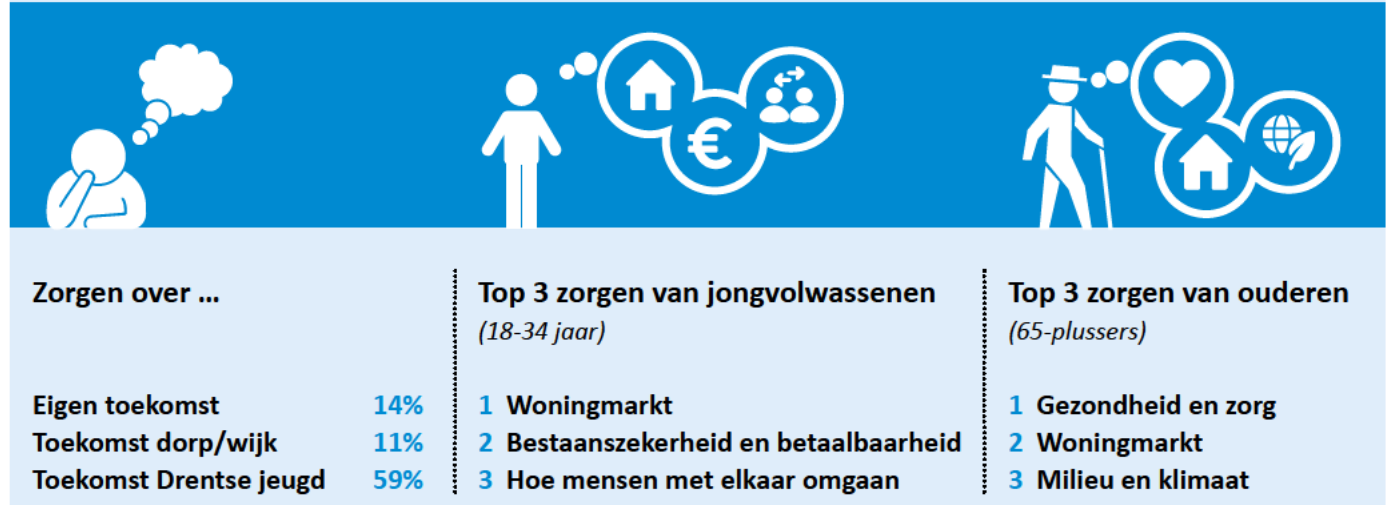 €
Zorgen over ...
Eigen toekomst 14%
Toekomst dorp/wijk 11%
Toekomst Drentse jeugd 59%
Top 3 zorgen van jongvolwassenen
(18-34 jaar)
1 Woningmarkt
2 Bestaanszekerheid en betaalbaarheid
3 Hoe mensen met elkaar omgaan
Top 3 zorgen van ouderen
(65-plussers)
1 Gezondheid en zorg
2 Woningmarkt
3 Milieu en klimaat